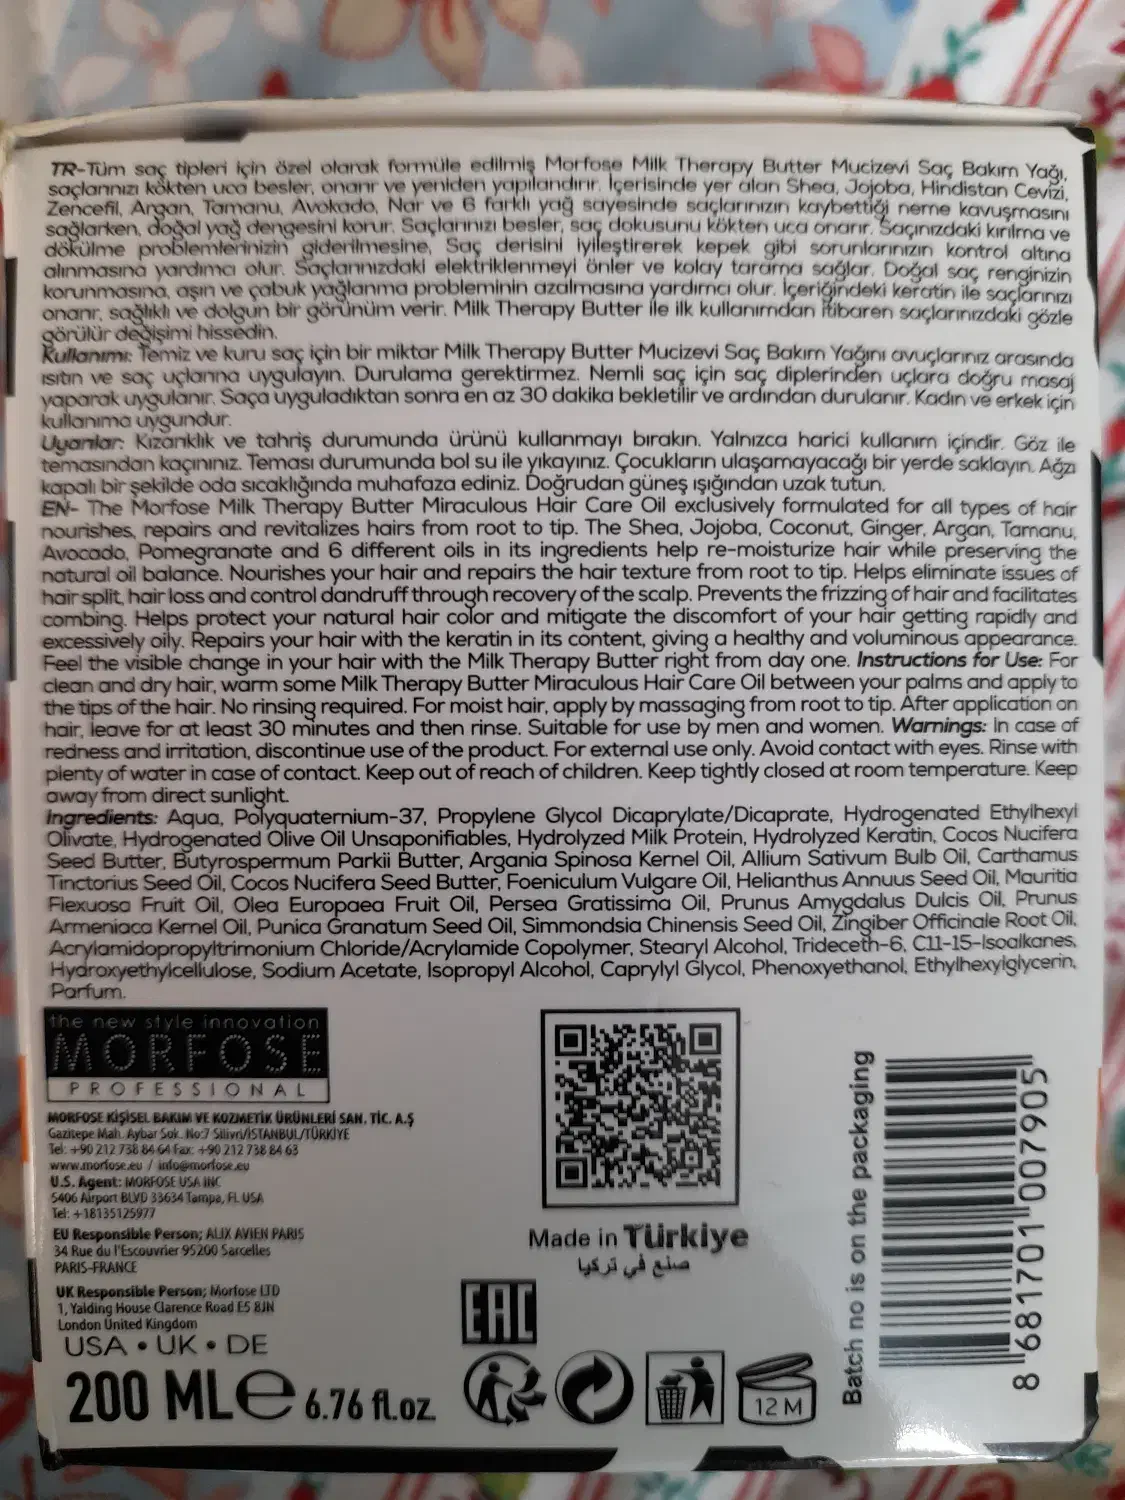 TR-Tüm saç tipleri için özel olarak formüle edilmiş Morfose Milk Therapy Butter Mucizevi Saç Bakım Yağı,
saçlarınızı kökten uca besler, onarır ve yeniden yapılandırır. İçerisinde yer alan Shea, Jojoba, Hindistan Cevizi,
Zencefil, Argan, Tamanu, Avokado, Nar ve 6 farklı yağ sayesinde saçlarınızın kaybettiği neme kavuşmasını
sağlarken, doğal yağ dengesini korur. Saçlarınızı besler, saç dokusunu kökten uca onarır. Saçınızdaki kırılma ve
dökülme problemlerinizin giderilmesine, Saç derisini iyileştirerek kepek gibi sorunlarınızın kontrol altına
alınmasına yardımcı olur. Saçlarınızdaki elektriklenmeyi önler ve kolay tarama sağlar. Doğal saç renginizin
korunmasına, aşırı ve çabuk yağlanma probleminin azalmasına yardımcı olur. İçeriğindeki keratin ile saçlarınızı
onarır, sağlıklı ve dolgun bir görünüm verir. Milk Therapy Butter ile ilk kullanımdan itibaren saçlarınızdaki gözle
görülür değişimi hissedin.
Kullanımı: Temiz ve kuru saç için bir miktar Milk Therapy Butter Mucizevi Saç Bakım Yağını avuçlarınız arasında
ısıtın ve saç uçlarına uygulayın. Durulama gerektirmez. Nemli saç için saç diplerinden uçlara doğru masaj
yaparak uygulanır. Saça uyguladıktan sonra en az 30 dakika bekletilir ve ardından durulanır. Kadın ve erkek için
kullanıma uygundur.
Uyarılar: Kızarıklık ve tahriş durumunda ürünü kullanmayı bırakın. Yalnızca harici kullanım içindir. Göz ile
temasından kaçınınız. Teması durumunda bol su ile yıkayınız. Çocukların ulaşamayacağı bir yerde saklayın. Ağzı
kapalı bir şekilde oda sıcaklığında muhafaza ediniz. Doğrudan güneş ışığından uzak tutun.
EN- The Morfose Milk Therapy Butter Miraculous Hair Care Oil exclusively formulated for all types of hair
nourishes, repairs and revitalizes hairs from root to tip. The Shea, Jojoba, Coconut, Ginger, Argan, Tamanu,
Avocado, Pomegranate and 6 different oils in its ingredients help re-moisturize hair while preserving the
natural oil balance. Nourishes your hair and repairs the hair texture from root to tip. Helps eliminate issues of
hair split, hair loss and control dandruff through recovery of the scalp. Prevents the frizzing of hair and facilitates
combing. Helps protect your natural hair color and mitigate the discomfort of your hair getting rapidly and
excessively oily. Repairs your hair with the keratin in its content, giving a healthy and voluminous appearance.
Feel the visible change in your hair with the Milk Therapy Butter right from day one. Instructions for Use: For
clean and dry hair, warm some Milk Therapy Butter Miraculous Hair Care Oil between your palms and apply to
the tips of the hair. No rinsing required. For moist hair, apply by massaging from root to tip. After application on
hair, leave for at least 30 minutes and then rinse. Suitable for use by men and women. Warnings: In case of
redness and irritation, discontinue use of the product. For external use only. Avoid contact with eyes. Rinse with
plenty of water in case of contact. Keep out of reach of children. Keep tightly closed at room temperature. Keep
away from direct sunlight.
Ingredients: Aqua, Polyquaternium-37, Propylene Glycol Dicaprylate/Dicaprate, Hydrogenated Ethylhexyl
Olivate, Hydrogenated Olive Oil Unsaponifiables, Hydrolyzed Milk Protein, Hydrolyzed Keratin, Cocos Nucifera
Seed Butter, Butyrospermum Parkii Butter, Argania Spinosa Kernel Oil, Allium Sativum Bulb Oil, Carthamus
Tinctorius Seed Oil, Cocos Nucifera Seed Butter, Foeniculum Vulgare Oil, Helianthus Annuus Seed Oil, Mauritia
Flexuosa Fruit Oil, Olea Europaea Fruit Oil, Persea Gratissima Oil, Prunus Amygdalus Dulcis Oil, Prunus
Armeniaca Kernel Oil, Punica Granatum Seed Oil, Simmondsia Chinensis Seed Oil, Zingiber Officinale Root Oil,
Acrylamidopropyltrimonium Chloride/Acrylamide Copolymer, Stearyl Alcohol, Trideceth-6, C11-15-Isoalkanes,
Hydroxyethylcellulose, Sodium Acetate, Isopropyl Alcohol, Caprylyl Glycol, Phenoxyethanol, Ethylhexylglycerin,
Parfum.
the new style innovation
MORFOSE
PROFESSIONAL
MORFOSE KİŞİSEL BAKIM VE KOZMETİK ÜRÜNLERİ SAN. TİC. A.Ş
Gazitepe Mah. Aybar Sok. No:7 Silivri/İSTANBUL/TÜRKİYE
Tel: +90 212 738 84 64 Fax: +90 212 738 84 63
www.morfose.eu / info@morfose.eu
U.S. Agent: MORFOSE USA INC
5406 Airport BLVD 33634 Tampa, FL USA
Tel: +18135125977
EU Responsible Person; ALIX AVIEN PARIS
34 Rue du l'Escouvrier 95200 Sarcelles
PARIS-FRANCE
UK Responsible Person; Morfose LTD
1, Yalding House Clarence Road E5 8JN
London United Kingdom
USA • UK • DE
200 ML e 6.76 fl.oz.
Made in Türkiye
صنع في تركيا
EAC
12 M
Batch no is on the packaging
8 681701 007905